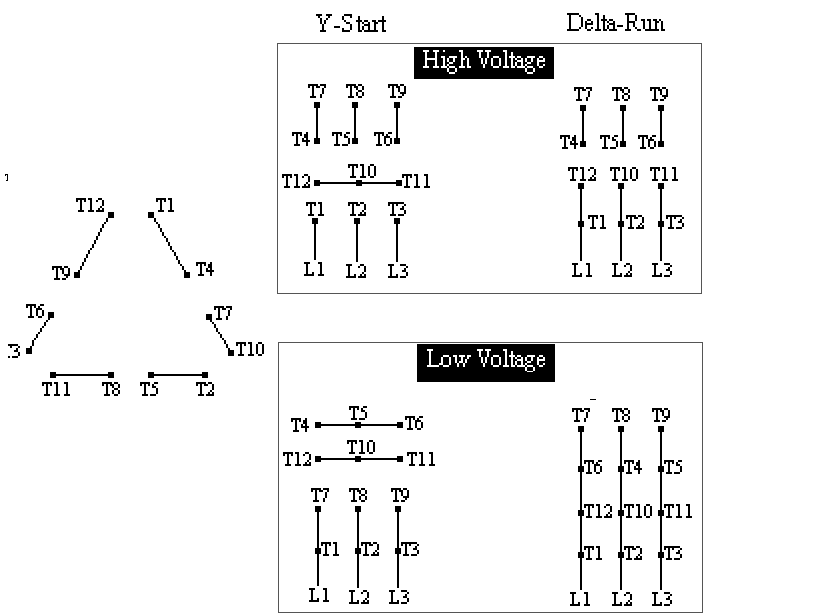 Y-Start Delta-Run
High Voltage
T7 T8 T9
T4 T5 T6
T12 T10 T11
T1 T2 T3
L1 L2 L3
T7 T8 T9
T4 T5 T6
T12 T10 T11
T1 T2 T3
L1 L2 L3
T12 T1
T9 T4
T6 T7
T10
T11 T8 T5 T2
Low Voltage
T4 T5 T6
T12 T10 T11
T7 T8 T9
T1 T2 T3
L1 L2 L3
T7 T8 T9
T6 T4 T5
T12 T10 T11
T1 T2 T3
L1 L2 L3